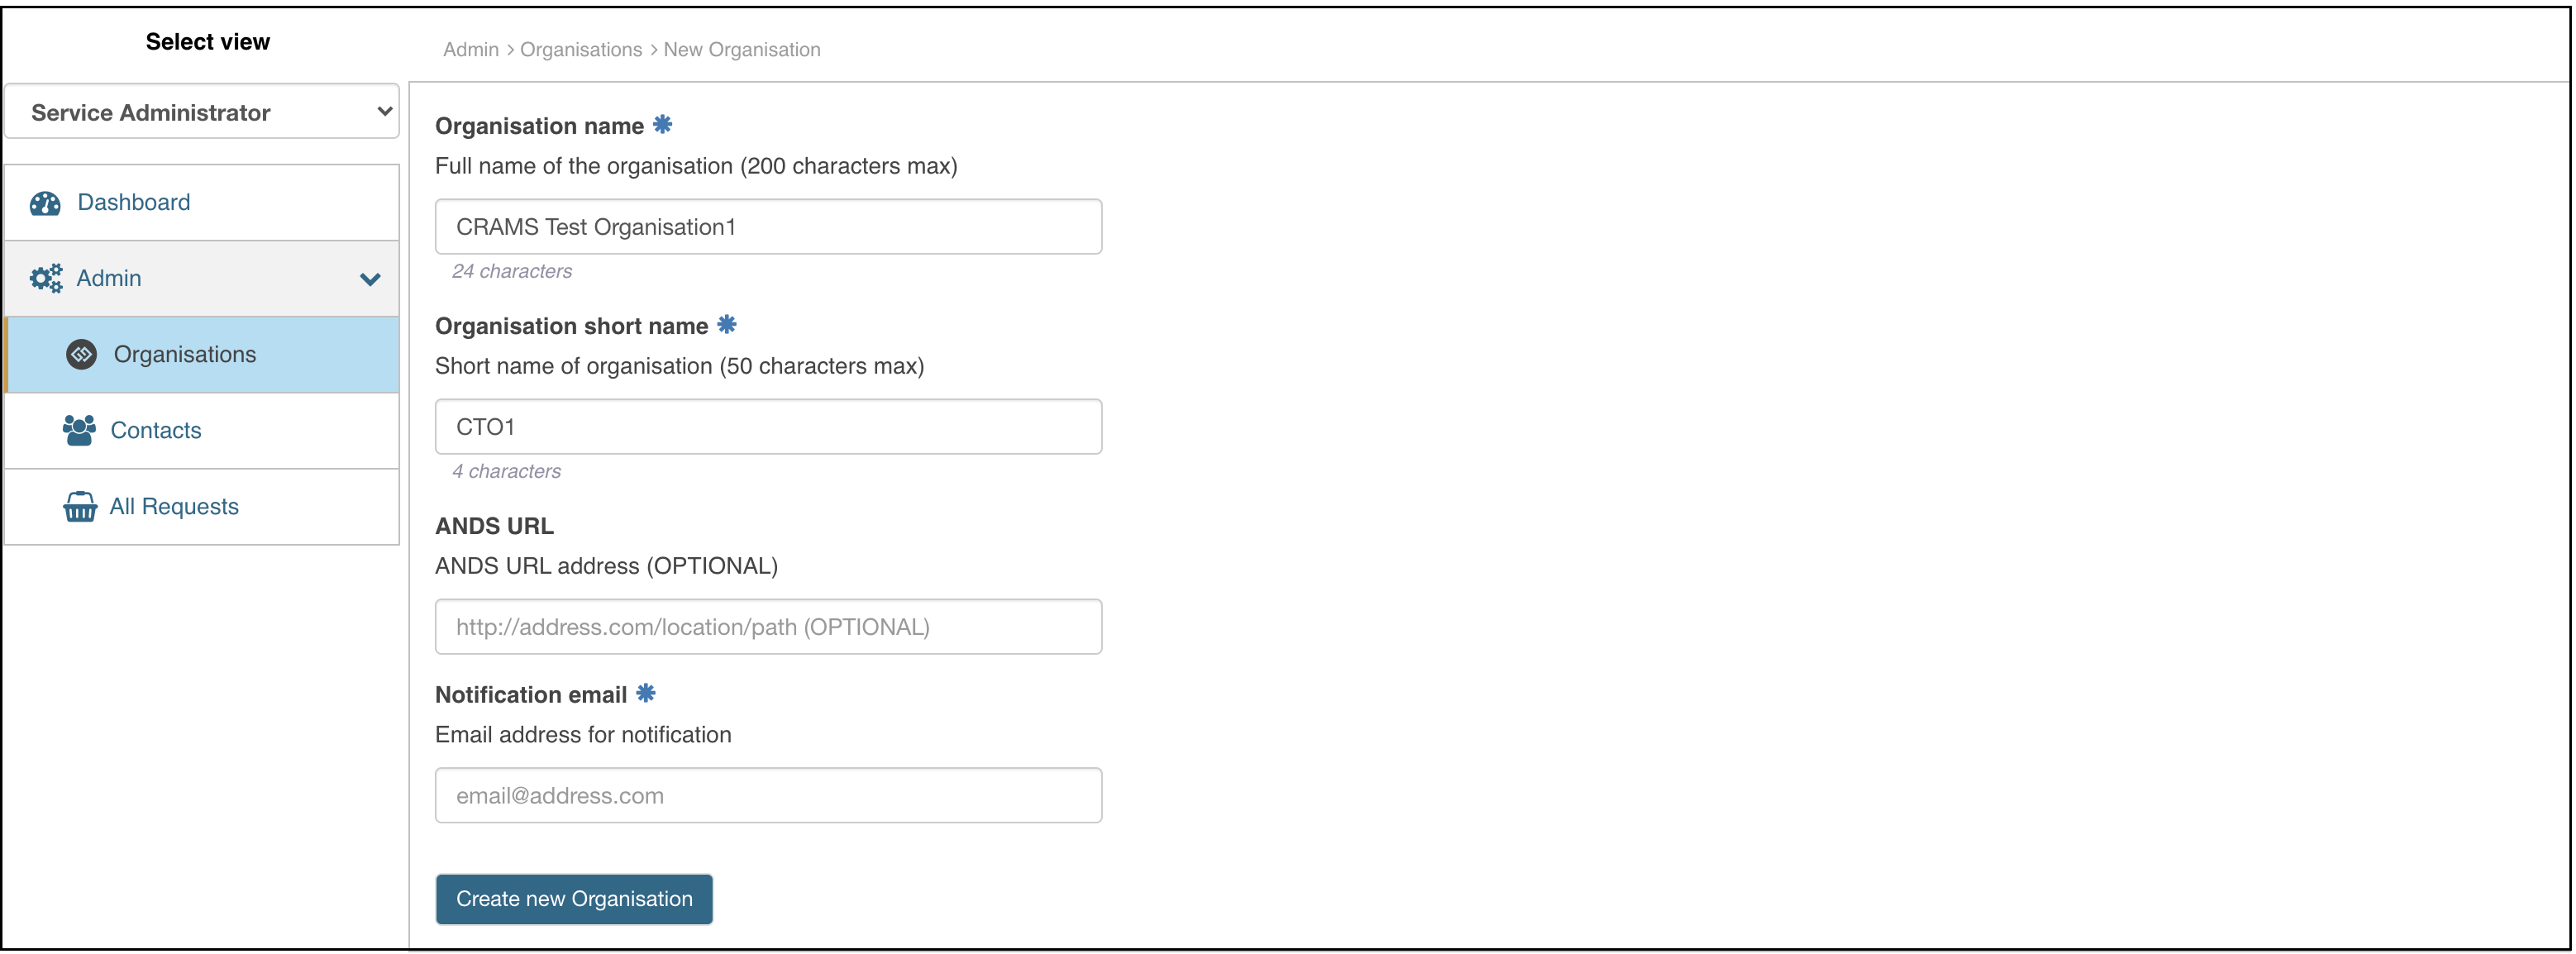 Select view
Service Administrator
Dashboard
Admin
Organisations
Contacts
All Requests
Admin > Organisations > New Organisation
Organisation name *
Full name of the organisation (200 characters max)
CRAMS Test Organisation1
24 characters
Organisation short name *
Short name of organisation (50 characters max)
CTO1
4 characters
ANDS URL
ANDS URL address (OPTIONAL)
http://address.com/location/path (OPTIONAL)
Notification email *
Email address for notification
email@address.com
Create new Organisation